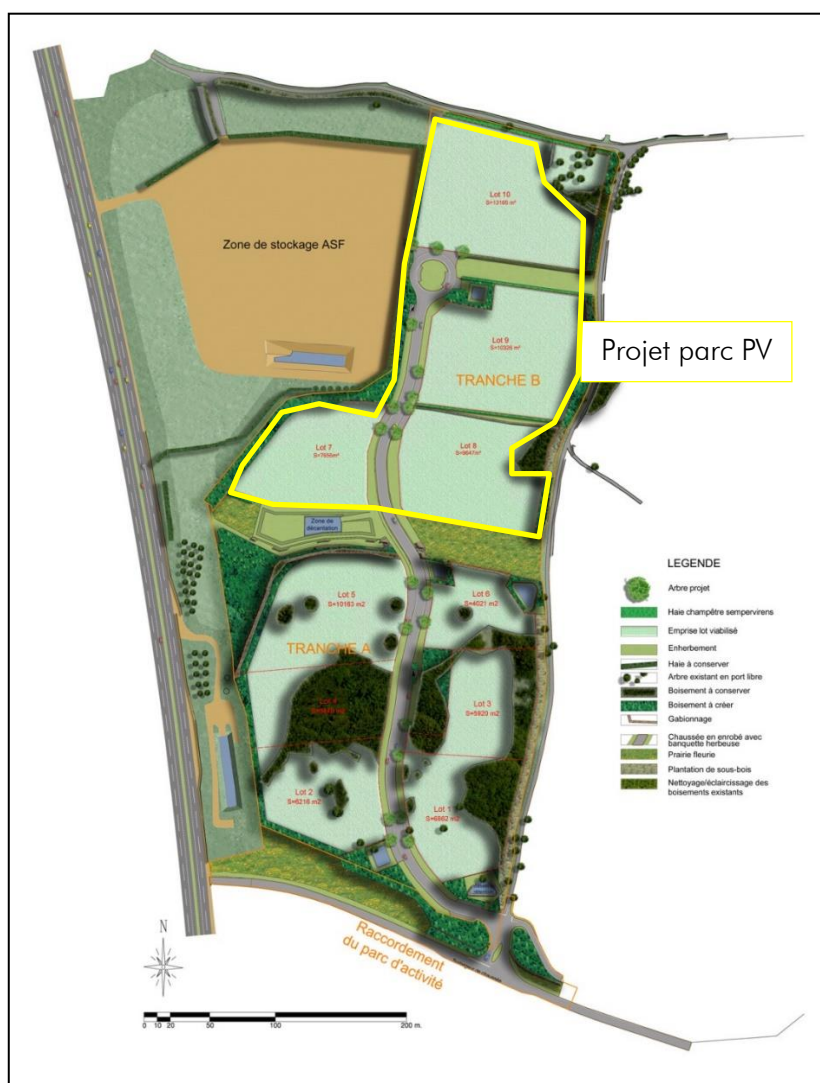 Lot 10
Zone de stockage ASF
Lot 9
Projet parc PV
TRANCHE B
Lot 7
Lot 8
Zone de
décantation
Lot 5
S=10183 m2
Lot 6
S=4021 m2
TRANCHE A
Lot 3
S=5929 m2
Lot 2
S=6218 m2
Lot 1
S=6662 m2
LEGENDE
Arbre projet
Haie champêtre sempervirens
Emprise lot viabilisé
Enherbement
Haie à conserver
Arbre existant en port libre
Boisement à conserver
Boisement à créer
Gabionnage
Chaussée en enrobé avec
banquette herbeuse
Prairie fleurie
Plantation de sous-bois
Nettoyage/éclaircissage des
boisements existants
N
Raccordement
du parc d'activité
0 10 20 50 100 200 m.